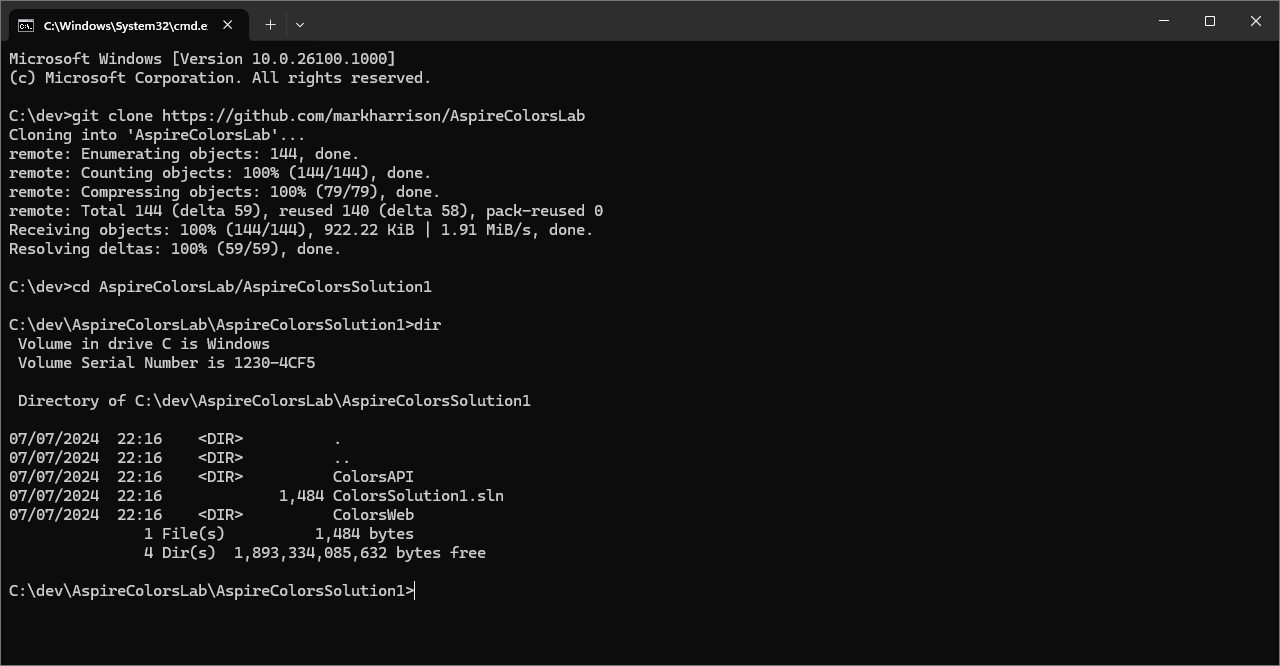 C:\Windows\System32\cmd.e
Microsoft Windows [Version 10.0.26100.1000]
(c) Microsoft Corporation. All rights reserved.
C:\dev>git clone https://github.com/markharrison/AspireColorsLab
Cloning into 'AspireColorsLab'...
remote: Enumerating objects: 144, done.
remote: Counting objects: 100% (144/144), done.
remote: Compressing objects: 100% (79/79), done.
remote: Total 144 (delta 59), reused 140 (delta 58), pack-reused 0
Receiving objects: 100% (144/144), 922.22 KiB | 1.91 MiB/s, done.
Resolving deltas: 100% (59/59), done.
C:\dev>cd AspireColorsLab/AspireColorsSolution1
C:\dev\AspireColorsLab\AspireColorsSolution1>dir
 Volume in drive C is Windows
 Volume Serial Number is 1230-4CF5
 Directory of C:\dev\AspireColorsLab\AspireColorsSolution1
07/07/2024  22:16    <DIR>          .
07/07/2024  22:16    <DIR>          ..
07/07/2024  22:16    <DIR>          ColorsAPI
07/07/2024  22:16             1,484 ColorsSolution1.sln
07/07/2024  22:16    <DIR>          ColorsWeb
               1 File(s)          1,484 bytes
               4 Dir(s)  1,893,334,085,632 bytes free
C:\dev\AspireColorsLab\AspireColorsSolution1>